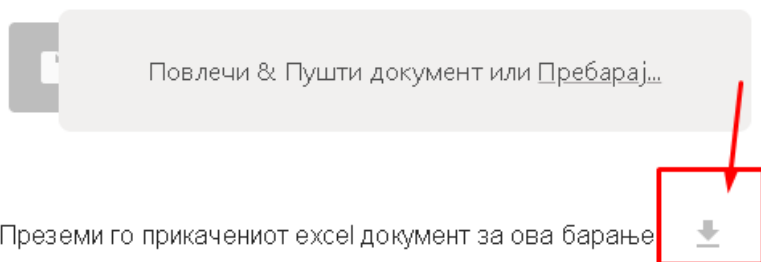 Повлечи & Пушти документ или Пребарај...
Преземи го прикачениот excel документ за ова барање